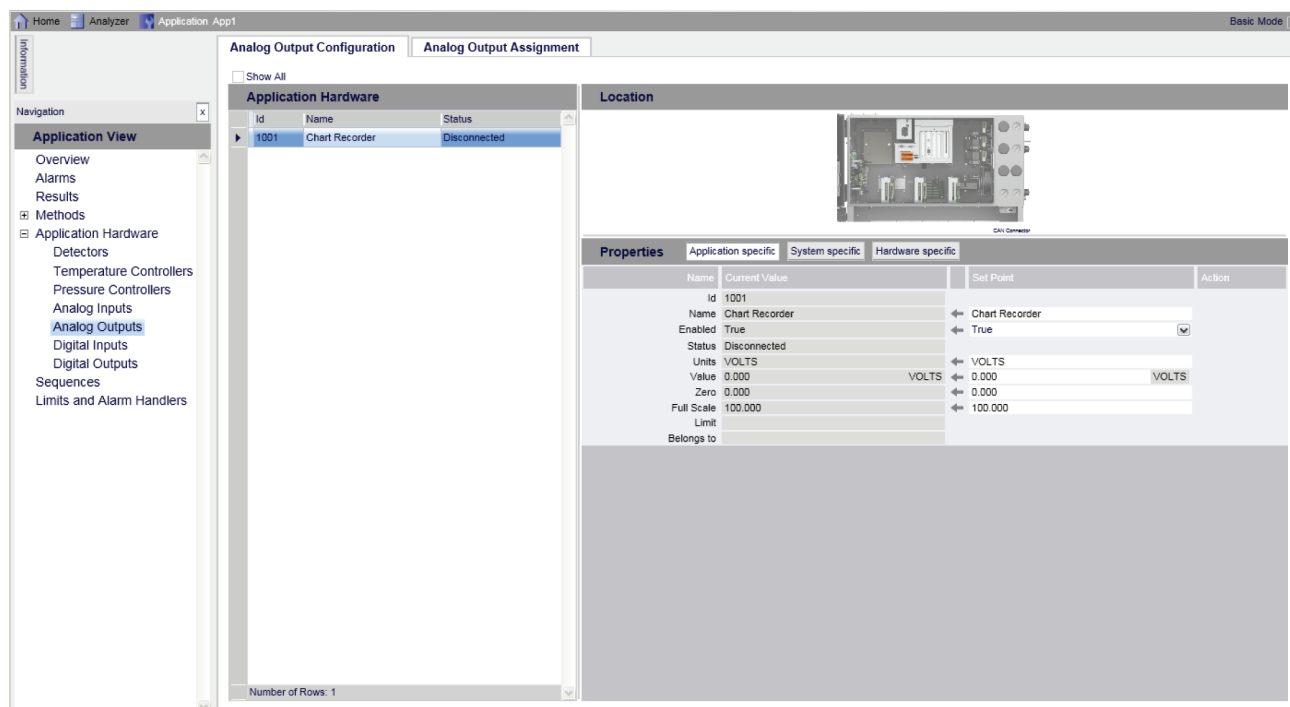 Home Analyzer Application App1 Basic Mode
Information
Analog Output Configuration Analog Output Assignment
Show All
Navigation x
Application View
Overview
Alarms
Results
Methods
Application Hardware
Detectors
Temperature Controllers
Pressure Controllers
Analog Inputs
Analog Outputs
Digital Inputs
Digital Outputs
Sequences
Limits and Alarm Handlers
Application Hardware
Id Name Status
1001 Chart Recorder Disconnected
Number of Rows: 1
Location
CAN Connector
Properties Application specific System specific Hardware specific
Name Current Value Set Point Action
Id 1001
Name Chart Recorder Chart Recorder
Enabled True True
Status Disconnected
Units VOLTS VOLTS
Value 0.000 VOLTS 0.000 VOLTS
Zero 0.000 0.000
Full Scale 100.000 100.000
Limit
Belongs to